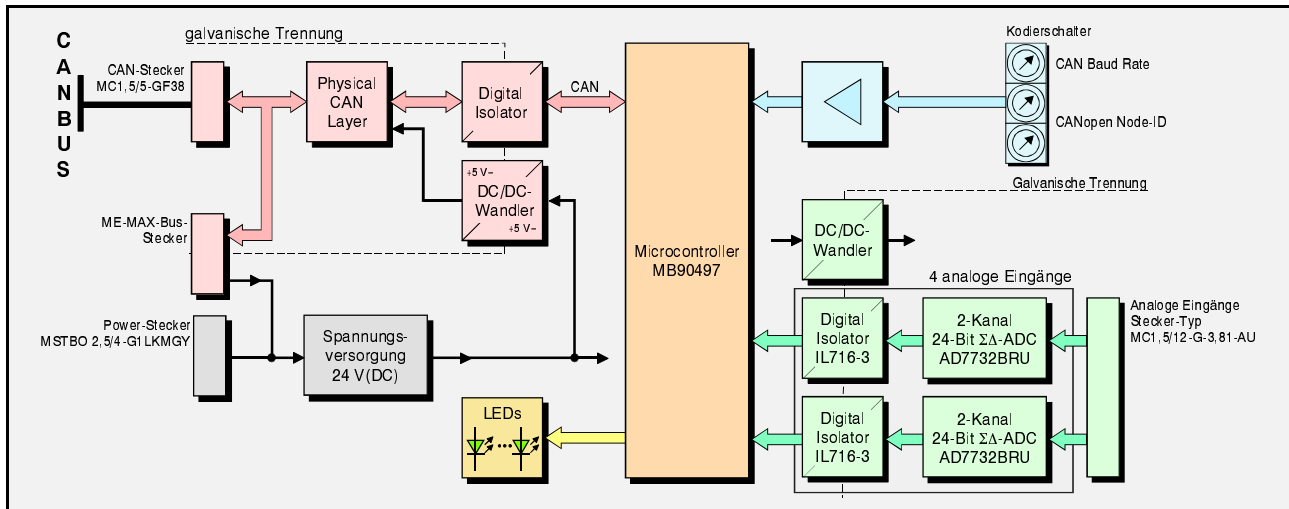 CAN BUS
galvanische Trennung
CAN-Stecker
MC1,5/5-GF38
Physical
CAN
Layer
Digital
Isolator
CAN
+5 V–
DC/DC-
Wandler
+5 V–
ME-MAX-Bus-
Stecker
Power-Stecker
MSTBO 2,5/4-G1LKMGY
Spannungs-
versorgung
24 V(DC)
LEDs
Microcontroller
MB90497
Kodierschalter
CAN Baud Rate
CANopen Node-ID
Galvanische Trennung
DC/DC-
Wandler
4 analoge Eingänge
Digital
Isolator
IL716-3
2-Kanal
24-Bit ΣΔ-ADC
AD7732BRU
Analoge Eingänge
Stecker-Typ
MC1,5/12-G-3,81-AU
Digital
Isolator
IL716-3
2-Kanal
24-Bit ΣΔ-ADC
AD7732BRU